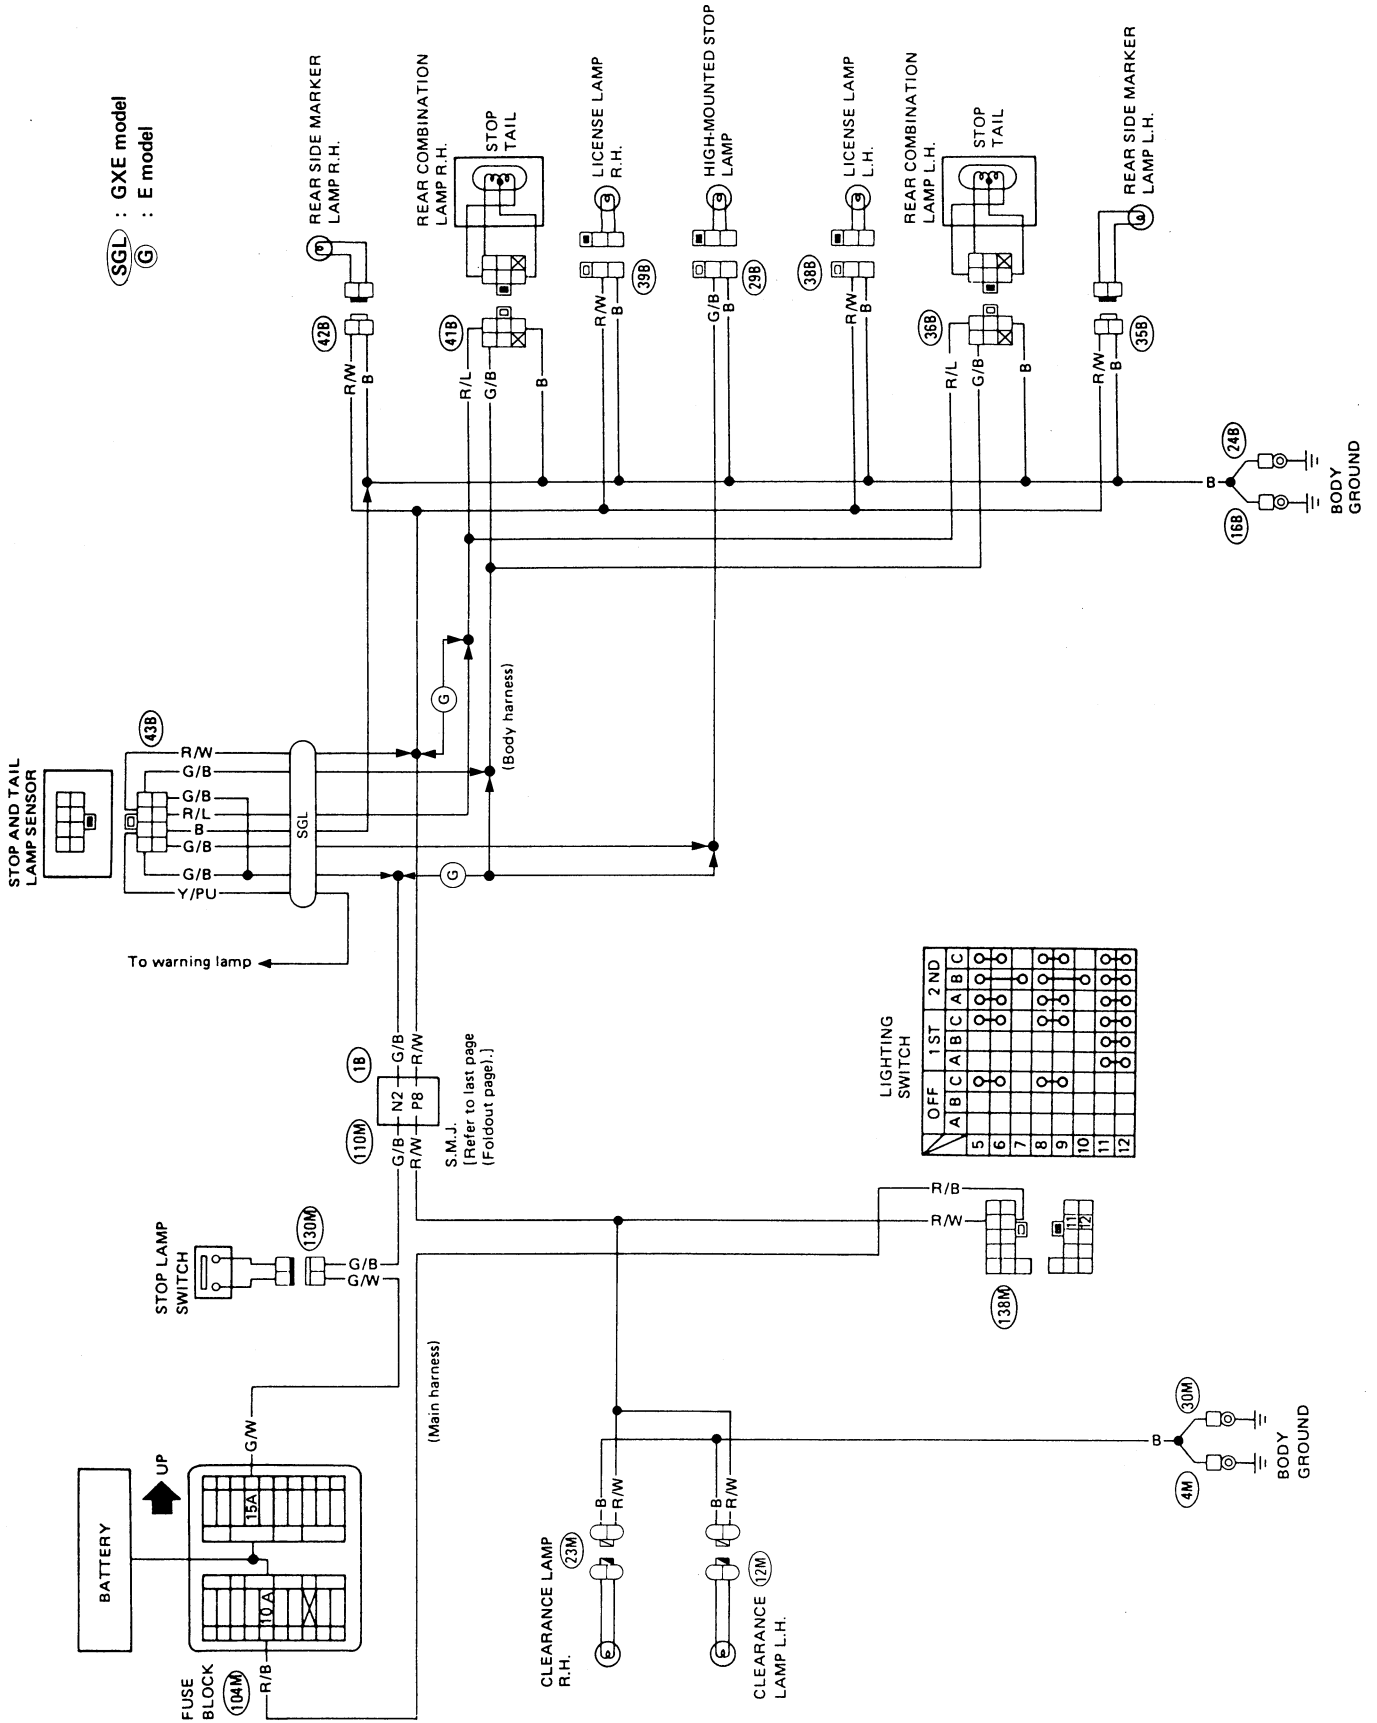 SGL : GXE model
G : E model
REAR SIDE MARKER
LAMP R.H.
REAR COMBINATION
LAMP R.H.
STOP
TAIL
LICENSE LAMP
R.H.
HIGH-MOUNTED STOP
LAMP
LICENSE LAMP
L.H.
REAR COMBINATION
LAMP L.H.
STOP
TAIL
REAR SIDE MARKER
LAMP L.H.
42B
41B
39B
29B
38B
36B
35B
R/W
B
R/L
G/B
B
R/W
B
G/B
B
R/W
B
R/L
G/B
B
R/W
B
B
24B
16B
BODY
GROUND
STOP AND TAIL
LAMP SENSOR
43B
R/W
G/B
G/B
R/L
B
G/B
G/B
Y/PU
SGL
G
G
(Body harness)
To warning lamp
1B
G/B
R/W
N2
P8
110M
G/B
R/W
S.M.J.
[Refer to last page
(Foldout page).]
LIGHTING
SWITCH
OFF 1ST 2ND
A B C A B C A B C
5
6
7
8
9
10
11
12
STOP LAMP
SWITCH
130M
G/B
G/W
R/B
R/W
11
12
138M
(Main harness)
BATTERY
UP
G/W
15A
10A
FUSE
BLOCK
104M
R/B
CLEARANCE LAMP
R.H.
23M
B
R/W
CLEARANCE
LAMP L.H.
12M
B
R/W
B
30M
4M
BODY
GROUND